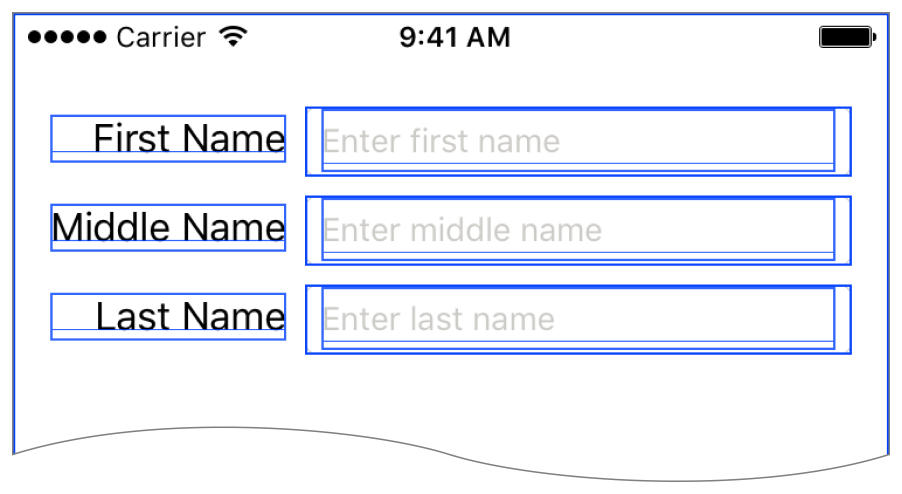 Carrier 9:41 AM
First Name Enter first name
Middle Name Enter middle name
Last Name Enter last name